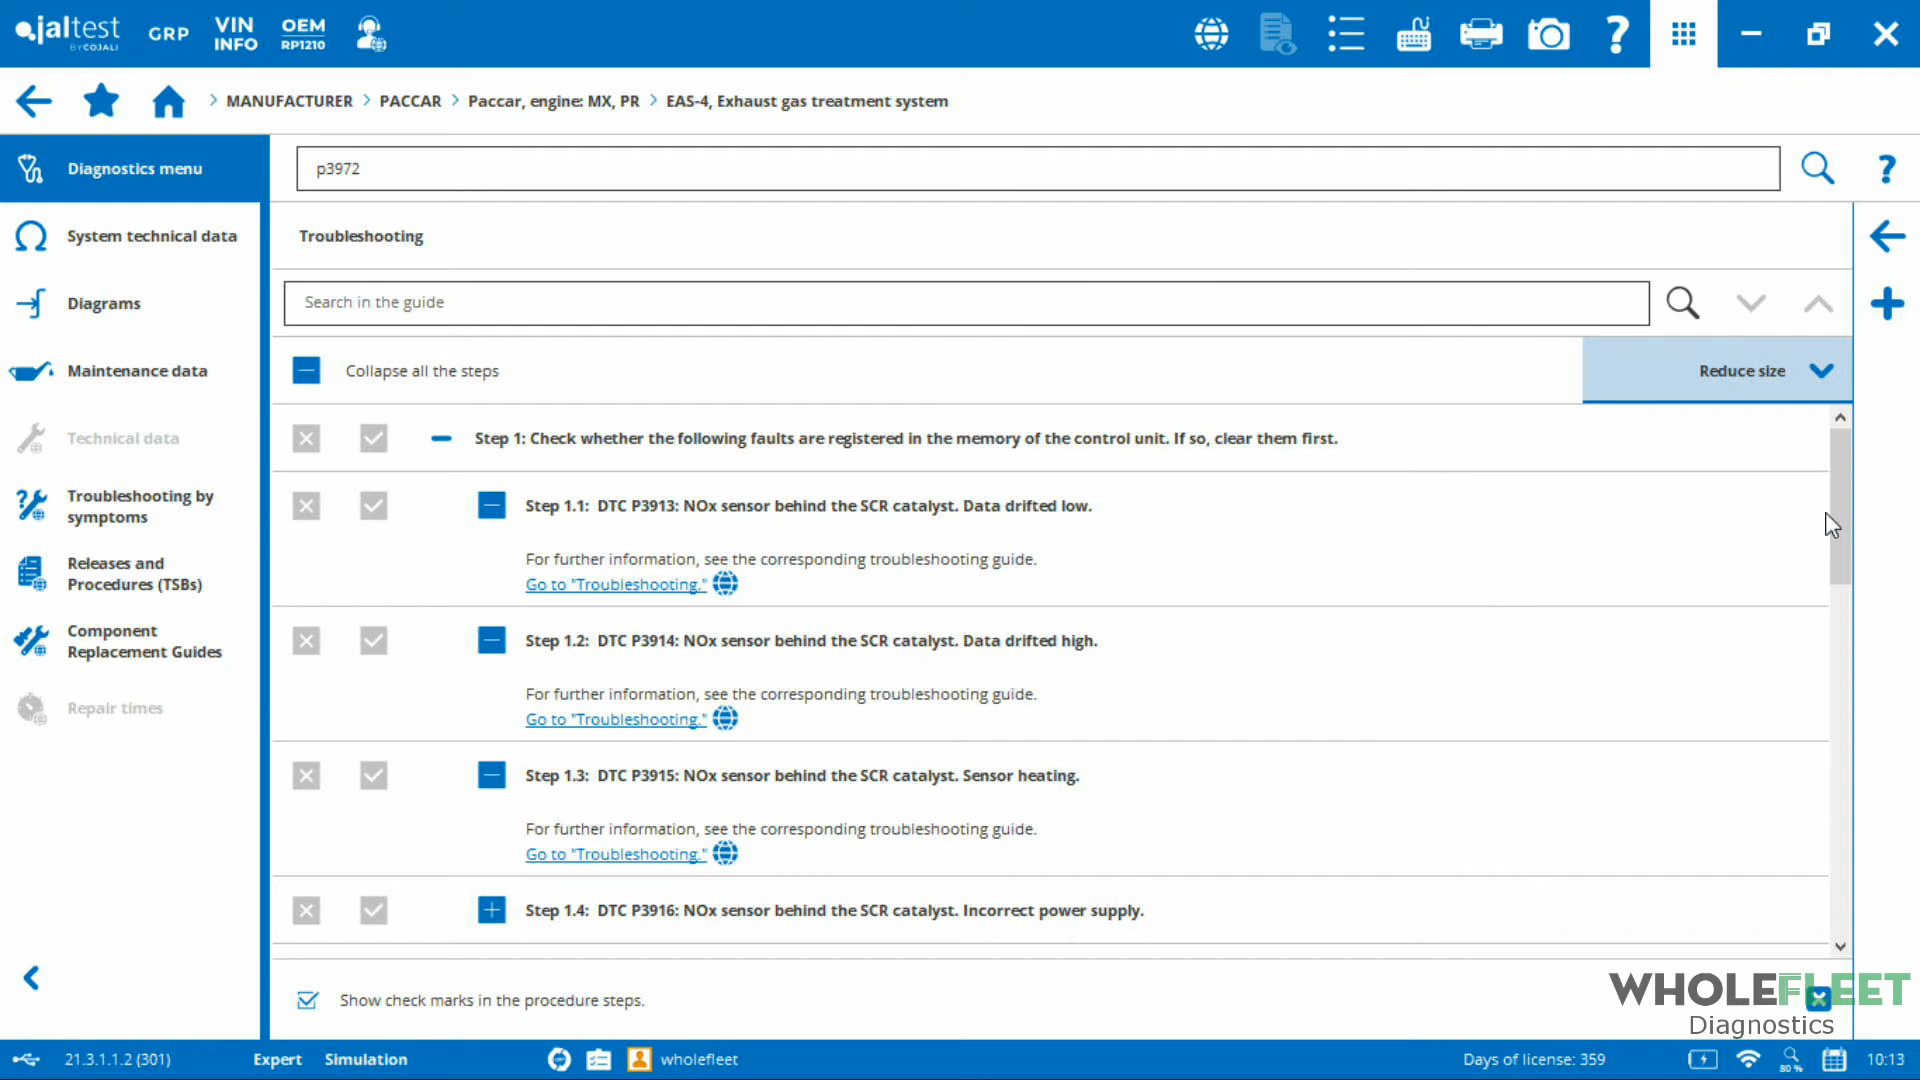 jaltest
BY COJALI
GRP
VIN
INFO
OEM
RP1210
> MANUFACTURER > PACCAR > Paccar, engine: MX, PR > EAS-4, Exhaust gas treatment system
Diagnostics menu
System technical data
Diagrams
Maintenance data
Technical data
Troubleshooting by
symptoms
Releases and
Procedures (TSBs)
Component
Replacement Guides
Repair times
p3972
Troubleshooting
Search in the guide
Collapse all the steps
Reduce size
Step 1: Check whether the following faults are registered in the memory of the control unit. If so, clear them first.
Step 1.1: DTC P3913: NOx sensor behind the SCR catalyst. Data drifted low.
For further information, see the corresponding troubleshooting guide.
Go to "Troubleshooting."
Step 1.2: DTC P3914: NOx sensor behind the SCR catalyst. Data drifted high.
For further information, see the corresponding troubleshooting guide.
Go to "Troubleshooting."
Step 1.3: DTC P3915: NOx sensor behind the SCR catalyst. Sensor heating.
For further information, see the corresponding troubleshooting guide.
Go to "Troubleshooting."
Step 1.4: DTC P3916: NOx sensor behind the SCR catalyst. Incorrect power supply.
Show check marks in the procedure steps.
WHOLEFLEET
Diagnostics
21.3.1.1.2 (301)
Expert
Simulation
wholefleet
Days of license: 359
80 %
10:13